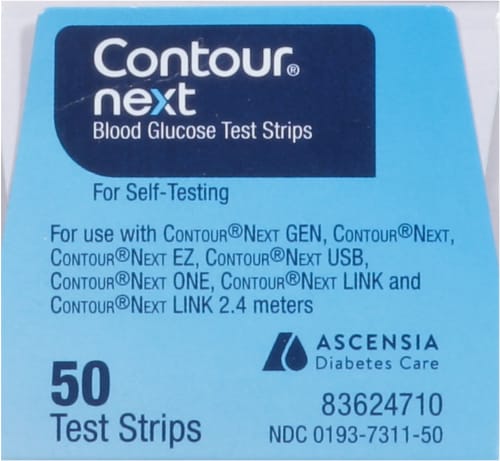 Contour®
next
Blood Glucose Test Strips
For Self-Testing
For use with CONTOUR®NEXT GEN, CONTOUR®NEXT,
CONTOUR®NEXT EZ, CONTOUR®NEXT USB,
CONTOUR®NEXT ONE, CONTOUR®NEXT LINK and
CONTOUR®NEXT LINK 2.4 meters
ASCENSIA
Diabetes Care
50
Test Strips
83624710
NDC 0193-7311-50